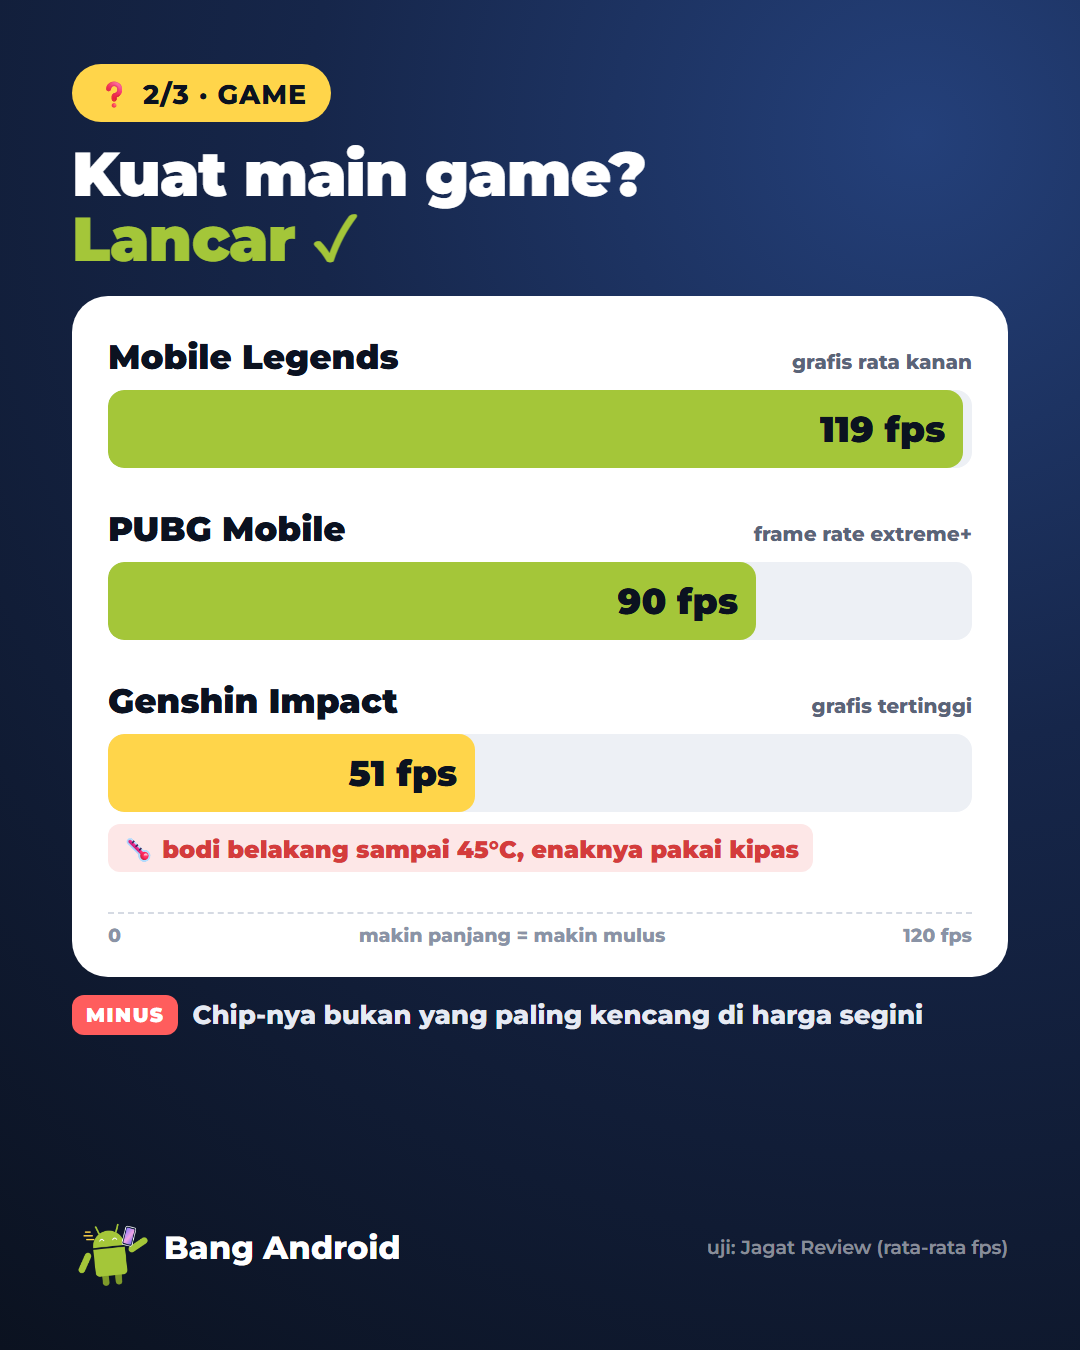 ❓ 2/3 · GAME
Kuat main game?
Lancar ✓
Mobile Legends
grafis rata kanan
119 fps
PUBG Mobile
frame rate extreme+
90 fps
Genshin Impact
grafis tertinggi
51 fps
🌡️ bodi belakang sampai 45°C, enaknya pakai kipas
0
makin panjang = makin mulus
120 fps
MINUS
Chip-nya bukan yang paling kencang di harga segini
Bang Android
uji: Jagat Review (rata-rata fps)